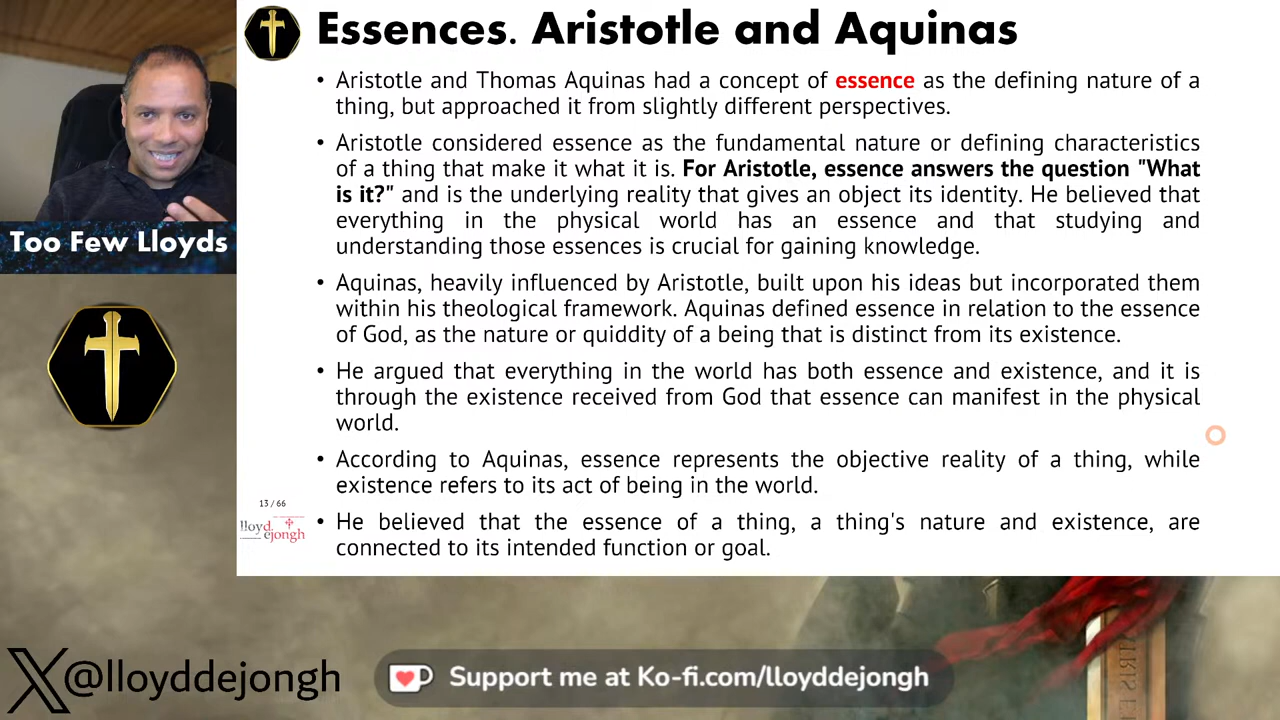 Essences. Aristotle and Aquinas
• Aristotle and Thomas Aquinas had a concept of essence as the defining nature of a
thing, but approached it from slightly different perspectives.
• Aristotle considered essence as the fundamental nature or defining characteristics
of a thing that make it what it is. For Aristotle, essence answers the question "What
is it?" and is the underlying reality that gives an object its identity. He believed that
everything in the physical world has an essence and that studying and
understanding those essences is crucial for gaining knowledge.
• Aquinas, heavily influenced by Aristotle, built upon his ideas but incorporated them
within his theological framework. Aquinas defined essence in relation to the essence
of God, as the nature or quiddity of a being that is distinct from its existence.
• He argued that everything in the world has both essence and existence, and it is
through the existence received from God that essence can manifest in the physical
world.
• According to Aquinas, essence represents the objective reality of a thing, while
existence refers to its act of being in the world.
• He believed that the essence of a thing, a thing's nature and existence, are
connected to its intended function or goal.
Too Few Lloyds
13 / 66
lloyd
ejongh
X@lloyddejongh
Support me at Ko-fi.com/lloyddejongh